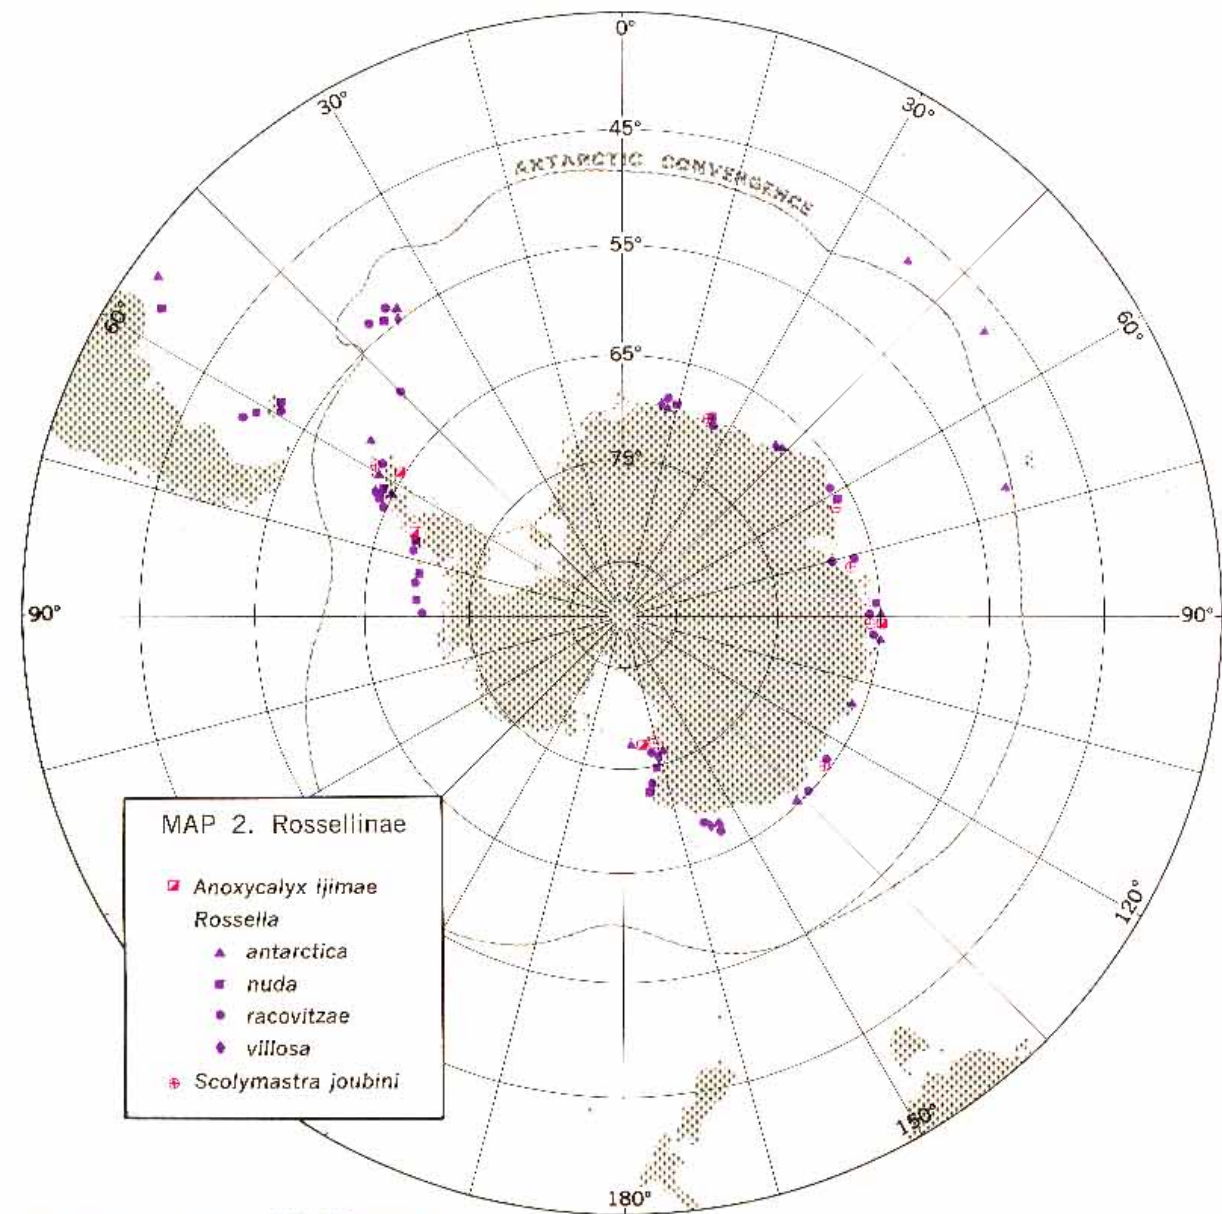 0°
30°
30°
45°
ANTARCTIC CONVERGENCE
55°
60°
60°
65°
75°
90°
90°
MAP 2. Rossellinae
Anoxycalyx ijimae
Rossella
antarctica
nuda
racovitzae
villosa
Scolymastra joubini
120°
150°
180°